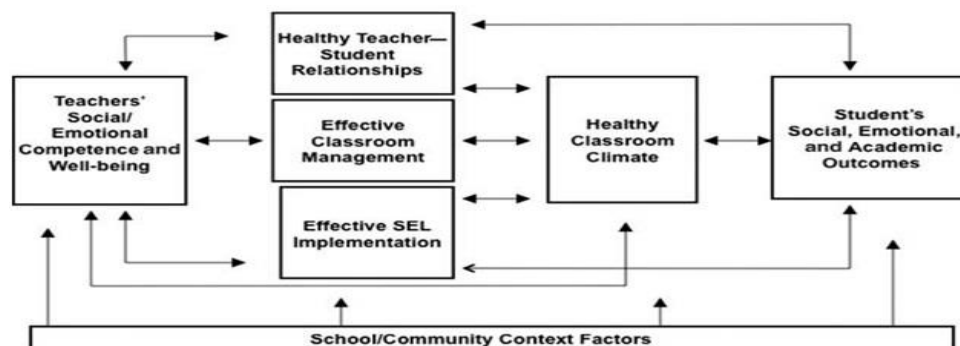 Healthy Teacher—
Student
Relationships
Teachers'
Social/
Emotional
Competence and
Well-being
Effective
Classroom
Management
Healthy
Classroom
Climate
Student's
Social, Emotional,
and Academic
Outcomes
Effective SEL
Implementation
School/Community Context Factors